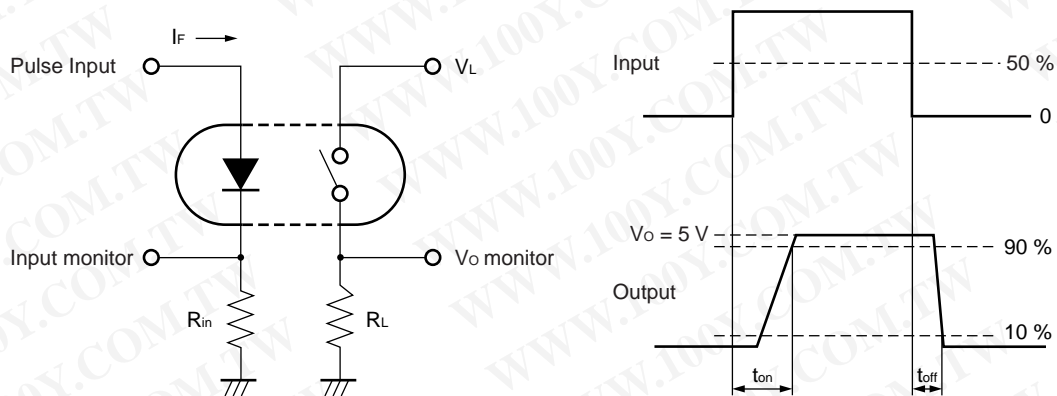 IF
Pulse Input
VL
Input monitor
VO monitor
Rin
RL
Input
50 %
0
VO = 5 V
90 %
Output
10 %
ton
toff
WWW.100Y.COM.TW